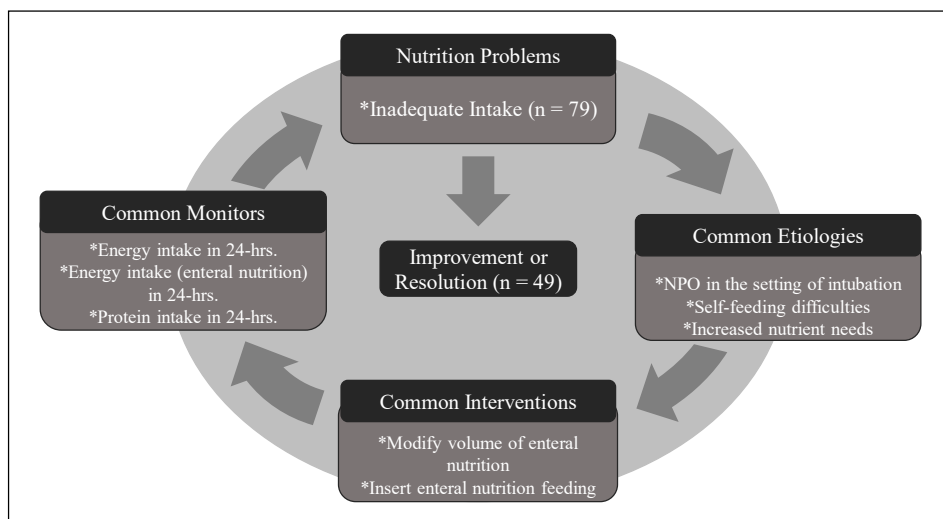 Nutrition Problems
*Inadequate Intake (n = 79)
Common Monitors
*Energy intake in 24-hrs.
*Energy intake (enteral nutrition)
in 24-hrs.
*Protein intake in 24-hrs.
Improvement or
Resolution (n = 49)
Common Etiologies
*NPO in the setting of intubation
*Self-feeding difficulties
*Increased nutrient needs
Common Interventions
*Modify volume of enteral
nutrition
*Insert enteral nutrition feeding